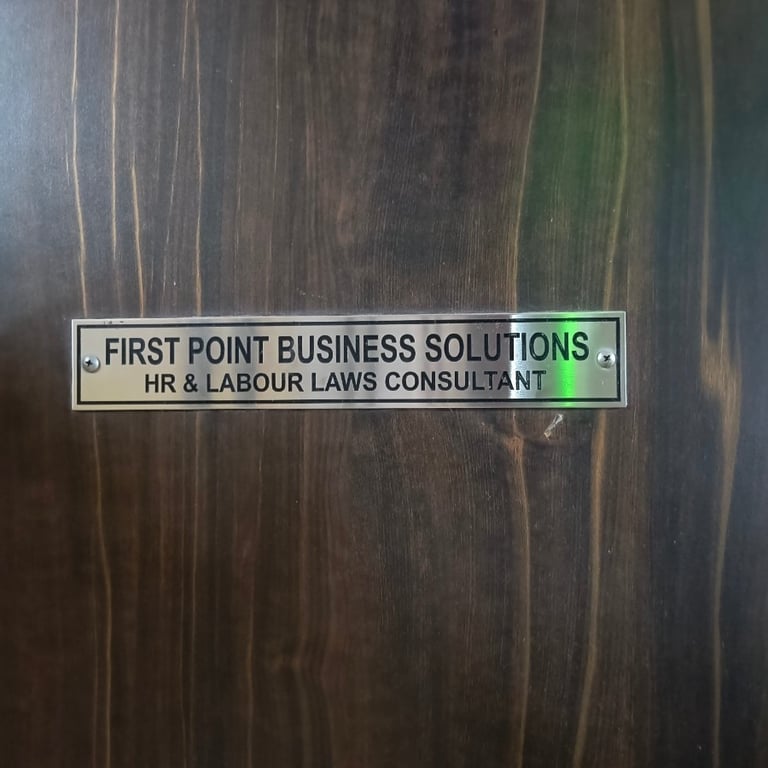 FIRST POINT BUSINESS SOLUTIONS
HR & LABOUR LAWS CONSULTANT